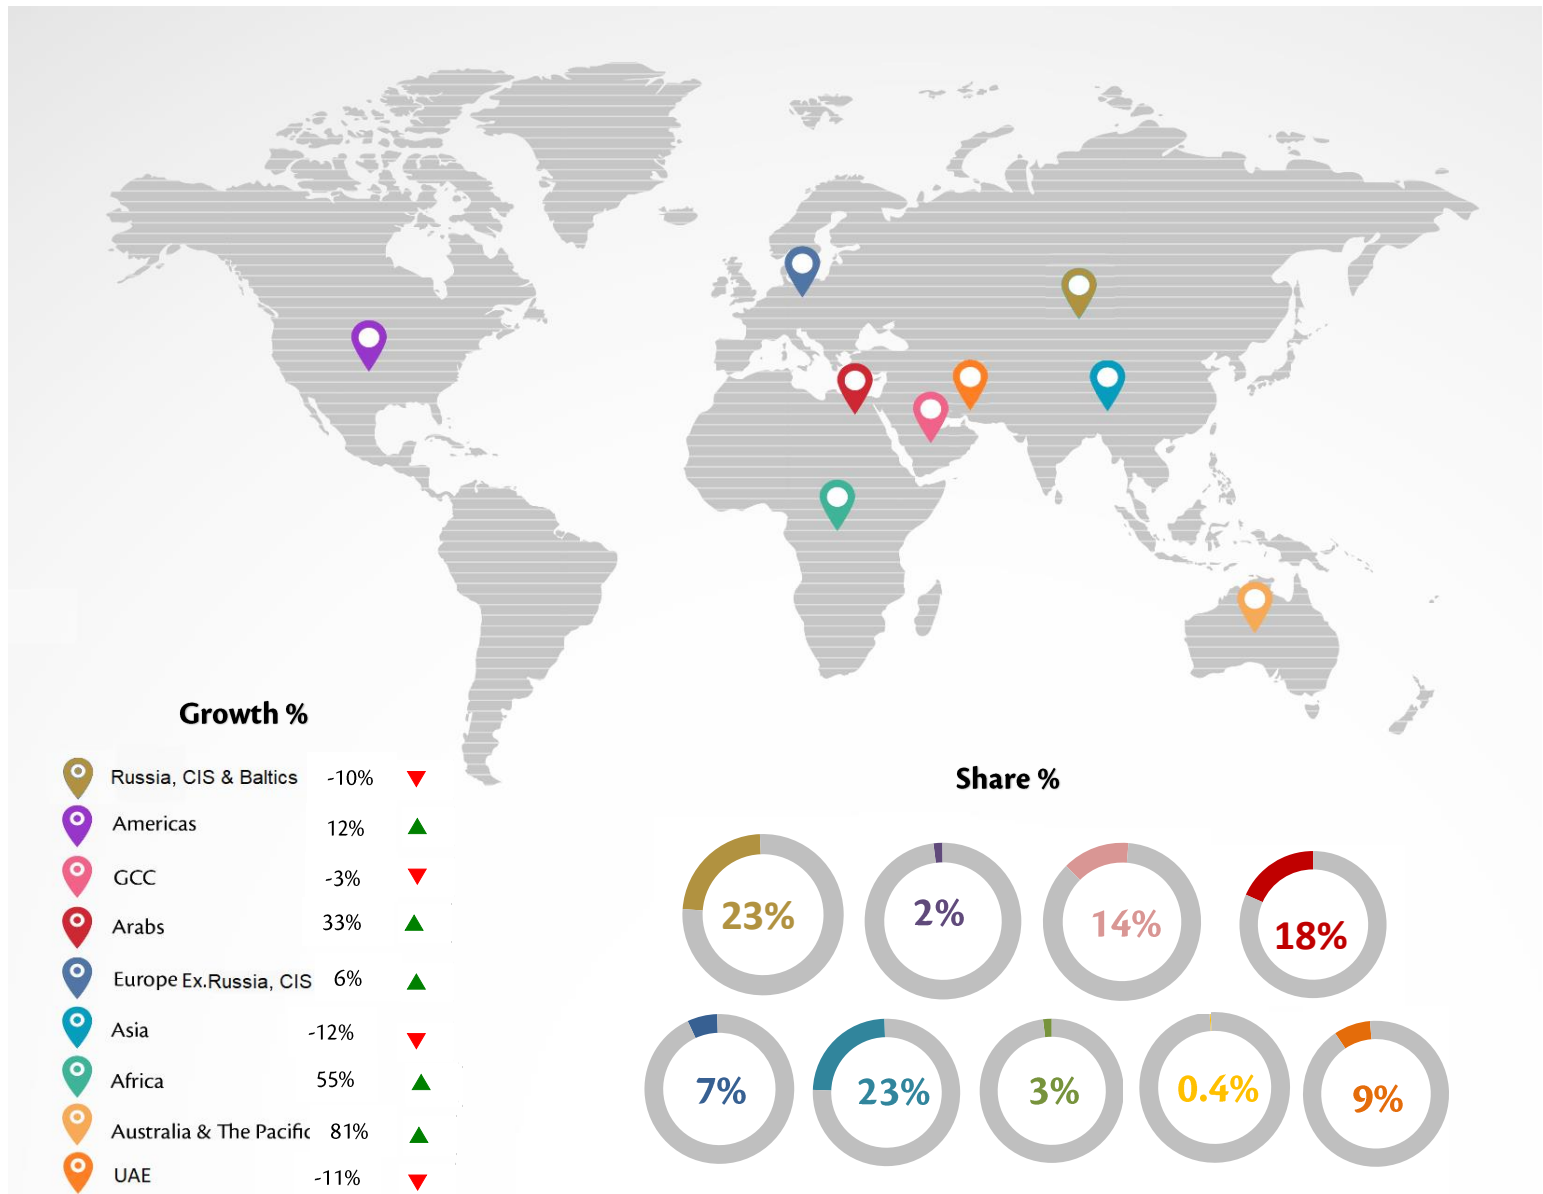 Growth %
Russia, CIS & Baltics -10%
Americas 12%
GCC -3%
Arabs 33%
Europe Ex.Russia, CIS 6%
Asia -12%
Africa 55%
Australia & The Pacific 81%
UAE -11%
Share %
23% 2% 14% 18%
7% 23% 3% 0.4% 9%